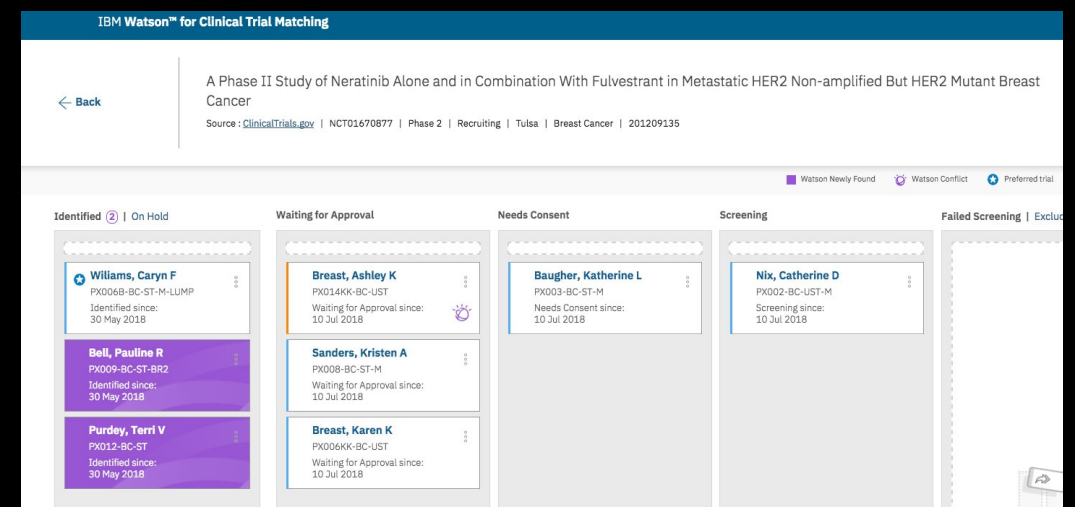 IBM Watson™ for Clinical Trial Matching
Back
A Phase II Study of Neratinib Alone and in Combination With Fulvestrant in Metastatic HER2 Non-amplified But HER2 Mutant Breast
Cancer
Source : ClinicalTrials.gov | NCT01670877 | Phase 2 | Recruiting | Tulsa | Breast Cancer | 201209135
Watson Newly Found
Watson Conflict
Preferred trial
Identified 2 | On Hold
Wiliams, Caryn F
PX006B-BC-ST-M-LUMP
Identified since:
30 May 2018
Bell, Pauline R
PX009-BC-ST-BR2
Identified since:
30 May 2018
Purdey, Terri V
PX012-BC-ST
Identified since:
30 May 2018
Waiting for Approval
Breast, Ashley K
PX014KK-BC-UST
Waiting for Approval since:
10 Jul 2018
Sanders, Kristen A
PX008-BC-ST-M
Waiting for Approval since:
10 Jul 2018
Breast, Karen K
PX006KK-BC-UST
Waiting for Approval since:
10 Jul 2018
Needs Consent
Baugher, Katherine L
PX003-BC-ST-M
Needs Consent since:
10 Jul 2018
Screening
Nix, Catherine D
PX002-BC-UST-M
Screening since:
10 Jul 2018
Failed Screening | Exclud